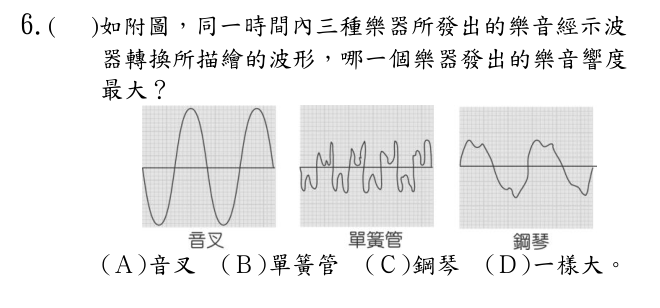 6.(　)如附圖，同一時間內三種樂器所發出的樂音經示波
器轉換所描繪的波形，哪一個樂器發出的樂音響度
最大？
音叉　單簧管　鋼琴
(A)音叉　(B)單簧管　(C)鋼琴　(D)一樣大。